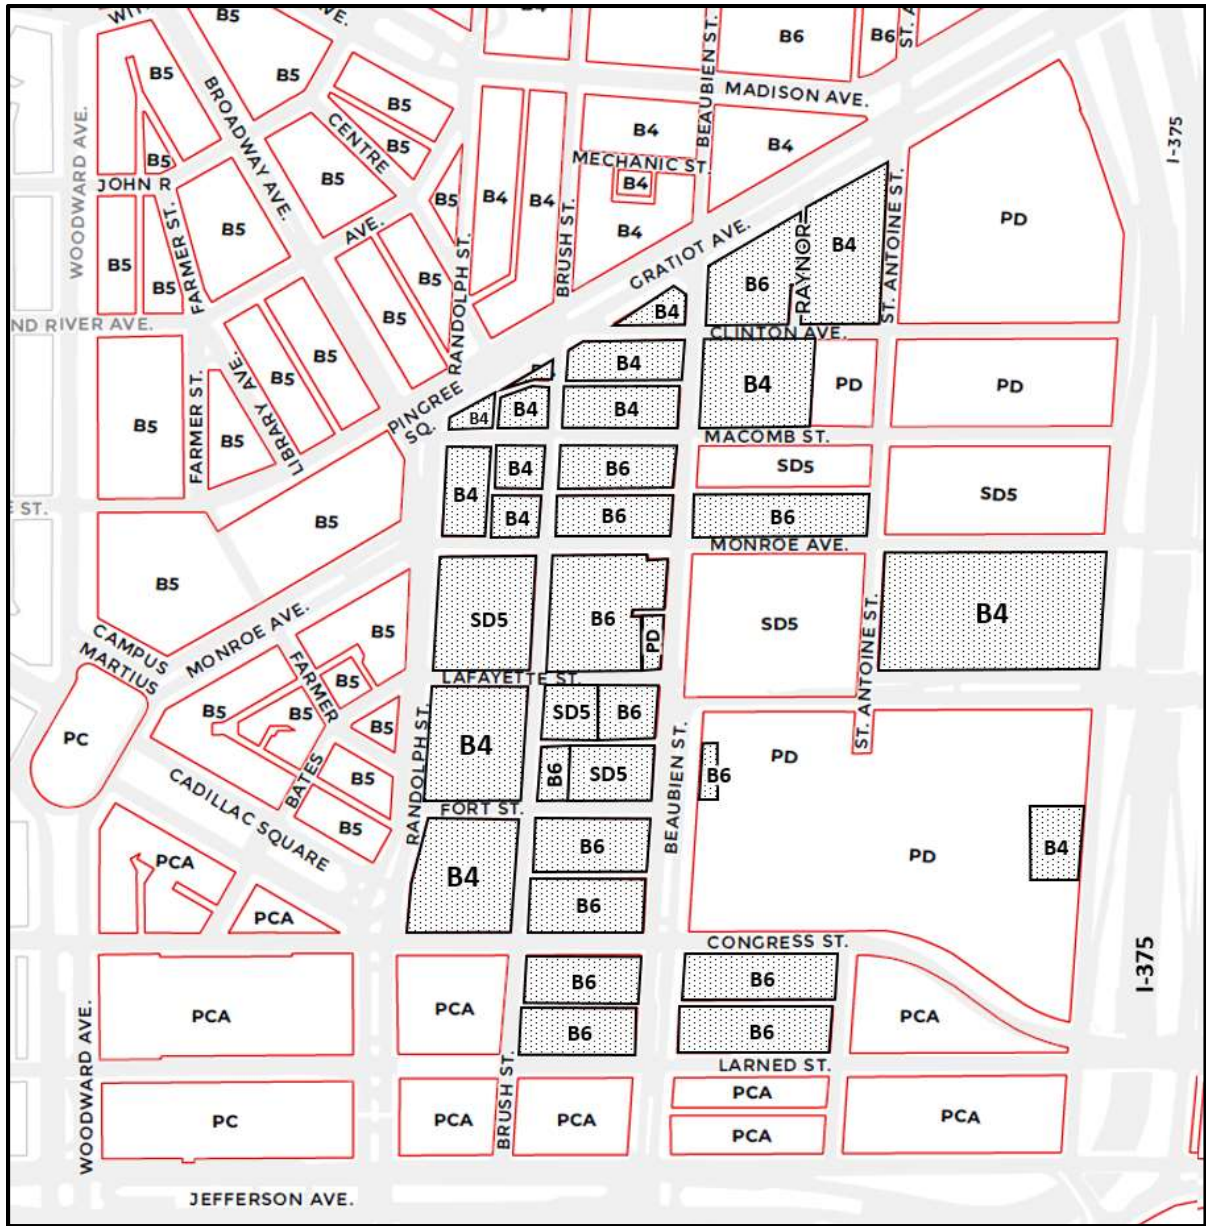 B5
B4
B6
B6
ST. A
BEAUBIEN ST.
B5
B5
MADISON AVE.
WOODWARD AVE.
BROADWAY AVE.
CENTRE
B5
B5
B4
B4
MECHANIC ST.
B4
B4
I-375
B5
JOHN R
B5
B5
B4
B4
FARMER ST.
B5
AVE.
B4
GRATIOT AVE.
PD
B5
B5
B5
RANDOLPH ST.
BRUSH ST.
B6
RAYNOR
B4
ST. ANTOINE ST.
ND RIVER AVE.
B5
B4
CLINTON AVE.
B5
B5
FARMER ST.
LIBRARY AVE.
PINGREE
SQ.
B4
B4
PD
PD
B5
B5
B4
B4
B4
MACOMB ST.
B4
B4
B6
SD5
SD5
E ST.
B5
B4
B6
B6
MONROE AVE.
B5
MONROE AVE.
B5
SD5
B6
PD
SD5
B4
ST. ANTOINE ST.
CAMPUS
MARTIUS
FARMER
B5
LAFAYETTE ST.
B5
B5
B5
SD5
B6
PC
RANDOLPH ST.
B4
BEAUBIEN ST.
PD
BATES
B5
B6
SD5
B6
CADILLAC SQUARE
B5
FORT ST.
B6
PD
B4
PCA
B4
B6
PCA
CONGRESS ST.
I-375
PCA
PCA
B6
B6
B6
B6
PCA
WOODWARD AVE.
BRUSH ST.
LARNED ST.
PC
PCA
PCA
PCA
PCA
PCA
JEFFERSON AVE.